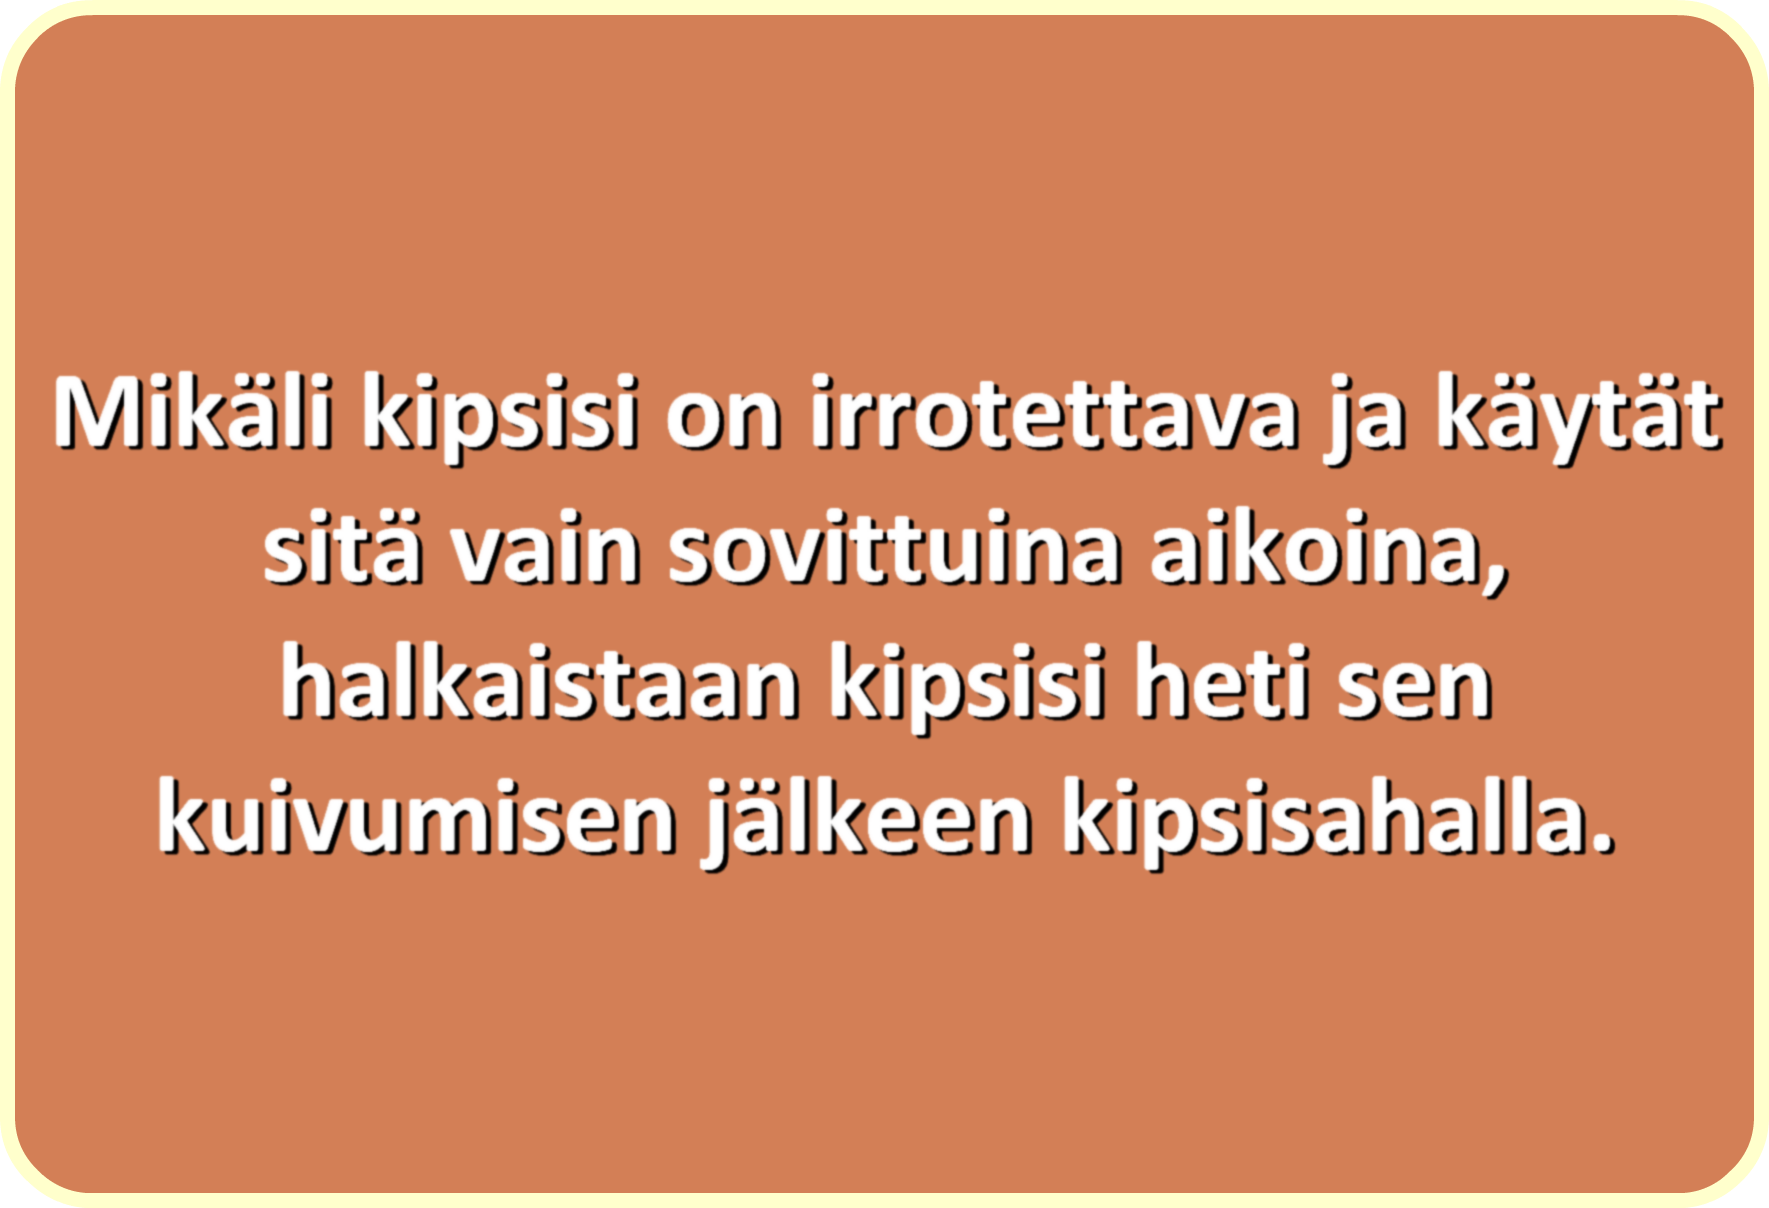 Mikäli kipsisi on irrotettava ja käytät
sitä vain sovittuina aikoina,
halkaistaan kipsisi heti sen
kuivumisen jälkeen kipsisahalla.